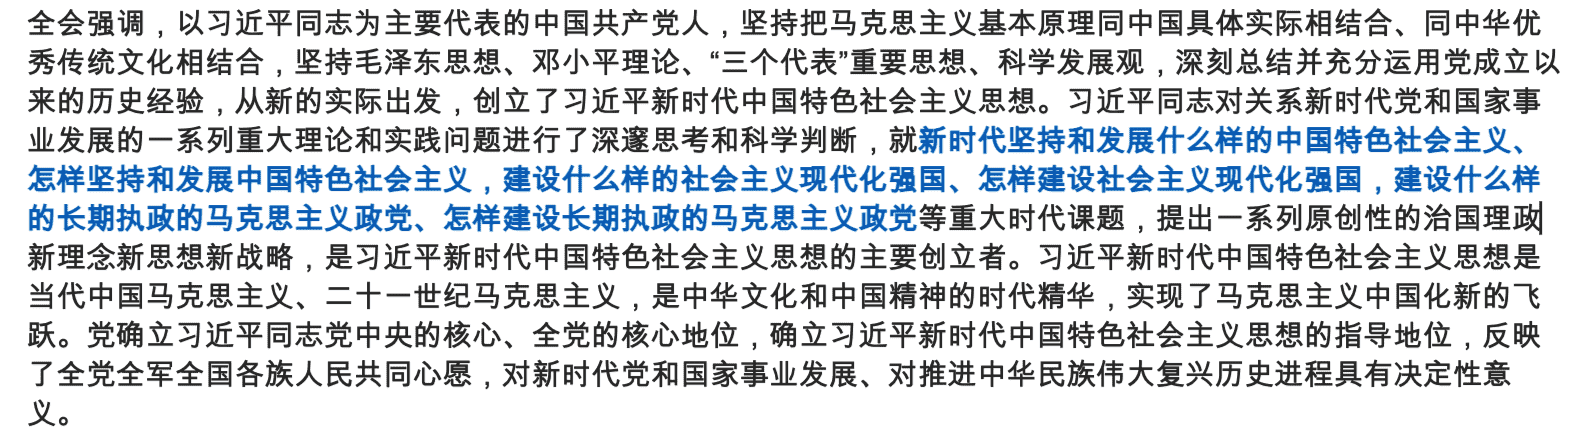 全会强调，以习近平同志为主要代表的中国共产党人，坚持把马克思主义基本原理同中国具体实际相结合、同中华优
秀传统文化相结合，坚持毛泽东思想、邓小平理论、“三个代表”重要思想、科学发展观，深刻总结并充分运用党成立以
来的历史经验，从新的实际出发，创立了习近平新时代中国特色社会主义思想。习近平同志对关系新时代党和国家事
业发展的一系列重大理论和实践问题进行了深邃思考和科学判断，就新时代坚持和发展什么样的中国特色社会主义、
怎样坚持和发展中国特色社会主义，建设什么样的社会主义现代化强国、怎样建设社会主义现代化强国，建设什么样
的长期执政的马克思主义政党、怎样建设长期执政的马克思主义政党等重大时代课题，提出一系列原创性的治国理政
新理念新思想新战略，是习近平新时代中国特色社会主义思想的主要创立者。习近平新时代中国特色社会主义思想是
当代中国马克思主义、二十一世纪马克思主义，是中华文化和中国精神的时代精华，实现了马克思主义中国化新的飞
跃。党确立习近平同志党中央的核心、全党的核心地位，确立习近平新时代中国特色社会主义思想的指导地位，反映
了全党全军全国各族人民共同心愿，对新时代党和国家事业发展、对推进中华民族伟大复兴历史进程具有决定性意
义。